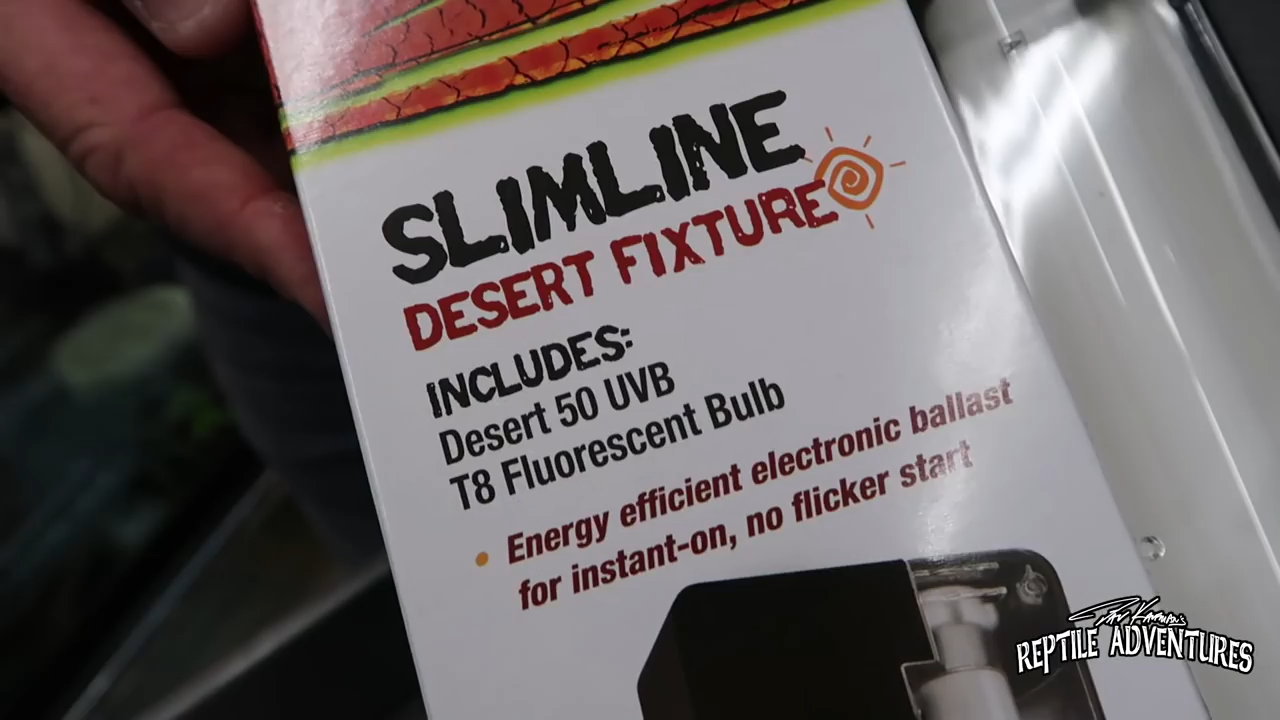 SLIMLINE
DESERT FIXTURE
INCLUDES:
Desert 50 UVB
T8 Fluorescent Bulb
• Energy efficient electronic ballast
for instant-on, no flicker start
REPTILE ADVENTURES